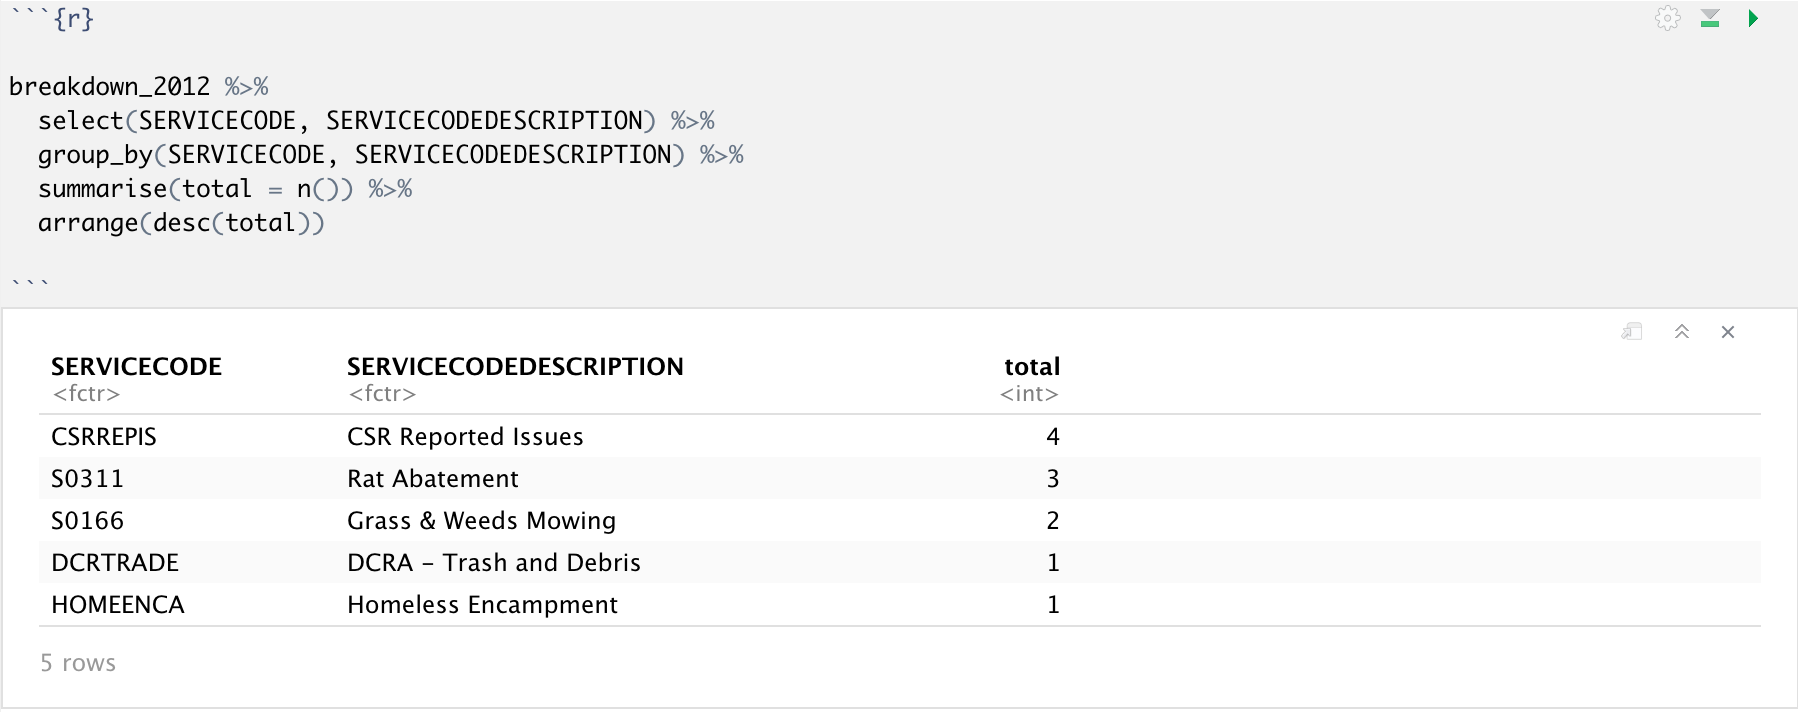 ```{r}
breakdown_2012 %>%
select(SERVICECODE, SERVICECODEDESCRIPTION) %>%
group_by(SERVICECODE, SERVICECODEDESCRIPTION) %>%
summarise(total = n()) %>%
arrange(desc(total))
```
SERVICECODE SERVICECODEDESCRIPTION total
<fctr> <fctr> <int>
CSRREPIS CSR Reported Issues 4
S0311 Rat Abatement 3
S0166 Grass & Weeds Mowing 2
DCRTRADE DCRA – Trash and Debris 1
HOMEENCA Homeless Encampment 1
5 rows